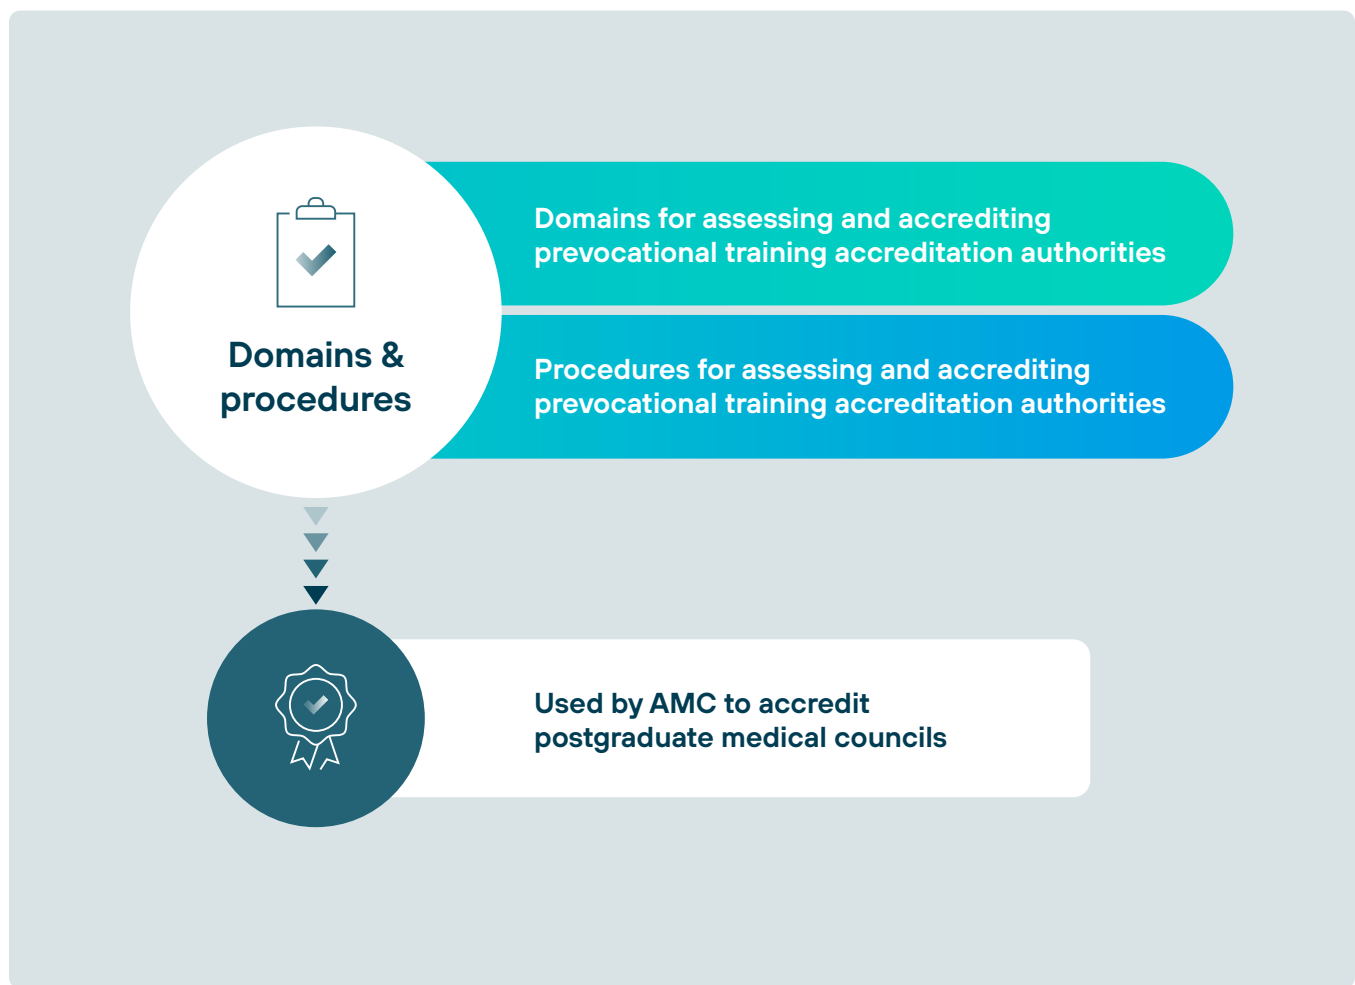 Domains &
procedures
Domains for assessing and accrediting
prevocational training accreditation authorities
Procedures for assessing and accrediting
prevocational training accreditation authorities
Used by AMC to accredit
postgraduate medical councils